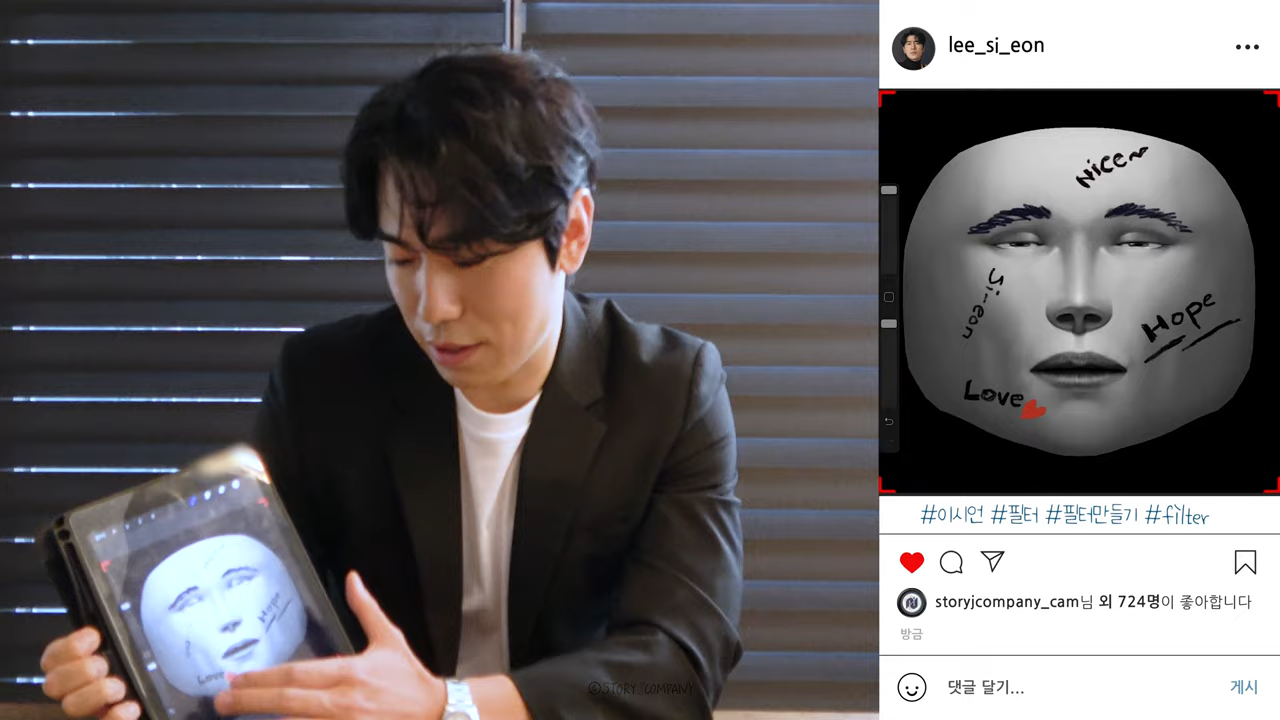 lee_si_eon
Nice~
Si-eon
Hope
Love
#이시언 #필터 #필터만들기 #filter
storyjcompany_cam님 외 724명이 좋아합니다
방금
댓글 달기...
게시
Hope
Love
©STORYJCOMPANY